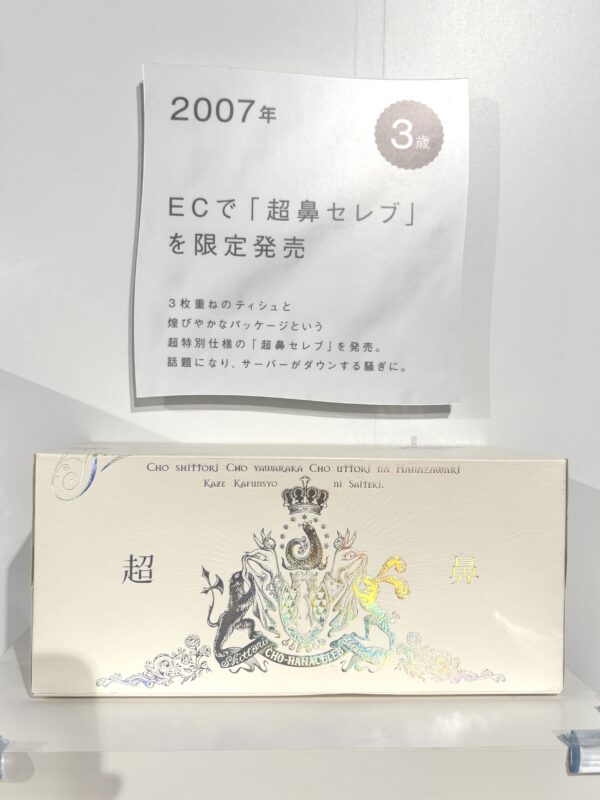 2007年
3歳
ECで「超鼻セレブ」
を限定発売
3枚重ねのティシュと
煌びやかなパッケージという
超特別仕様の「超鼻セレブ」を発売。
話題になり、サーバーがダウンする騒ぎに。
Cho shittori Cho yawaraka Cho uttori na Hanazawari
Kaze Kafunsyo ni Saiteki.
超 鼻
Shittori CHO-HANACELEB